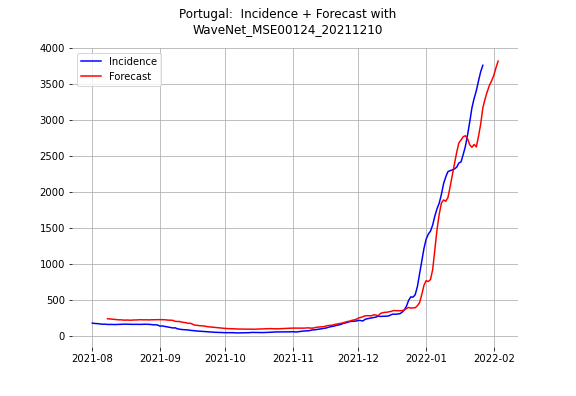 Portugal:  Incidence + Forecast with
WaveNet_MSE00124_20211210
Incidence
Forecast
4000
3500
3000
2500
2000
1500
1000
500
0
2021-08 2021-09 2021-10 2021-11 2021-12 2022-01 2022-02